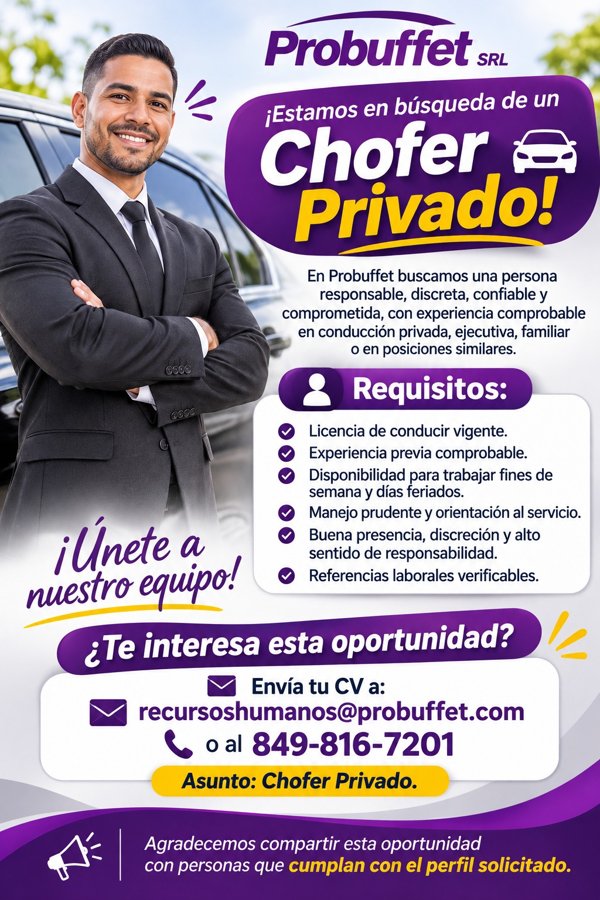 Probuffet SRL
¡Estamos en búsqueda de un
Chofer
Privado!
En Probuffet buscamos una persona
responsable, discreta, confiable y
comprometida, con experiencia comprobable
en conducción privada, ejecutiva, familiar
o en posiciones similares.
Requisitos:
Licencia de conducir vigente.
Experiencia previa comprobable.
Disponibilidad para trabajar fines de
semana y días feriados.
Manejo prudente y orientación al servicio.
Buena presencia, discreción y alto
sentido de responsabilidad.
Referencias laborales verificables.
¡Únete a
nuestro equipo!
¿Te interesa esta oportunidad?
Envía tu CV a:
recursoshumanos@probuffet.com
o al 849-816-7201
Asunto: Chofer Privado.
Agradecemos compartir esta oportunidad
con personas que cumplan con el perfil solicitado.